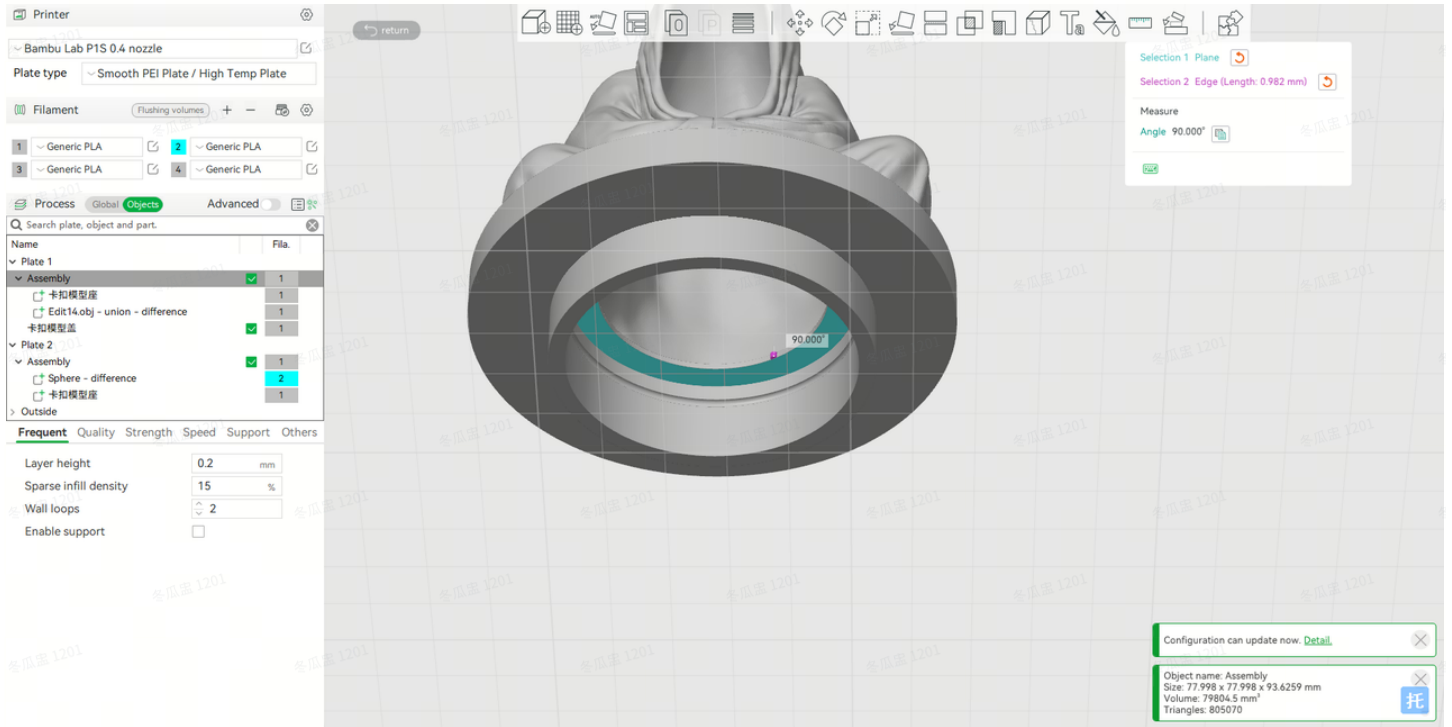 Printer
return
Bambu Lab P1S 0.4 nozzle
Plate type Smooth PEI Plate / High Temp Plate
Filament Flushing volumes + −
1 Generic PLA 2 Generic PLA
3 Generic PLA 4 Generic PLA
Process Global Objects Advanced
Search plate, object and part.
Name Fila.
Plate 1
Assembly 1
卡扣模型座 1
Edit14.obj - union - difference 1
卡扣模型盖 1
Plate 2
Assembly 1
Sphere - difference 2
卡扣模型座 1
Outside
Frequent Quality Strength Speed Support Others
Layer height 0.2 mm
Sparse infill density 15 %
Wall loops 2
Enable support
Selection 1 Plane
Selection 2 Edge (Length: 0.982 mm)
Measure
Angle 90.000°
90.000°
Configuration can update now. Detail.
Object name: Assembly
Size: 77.998 x 77.998 x 93.6259 mm
Volume: 79804.5 mm³
Triangles: 805070
托